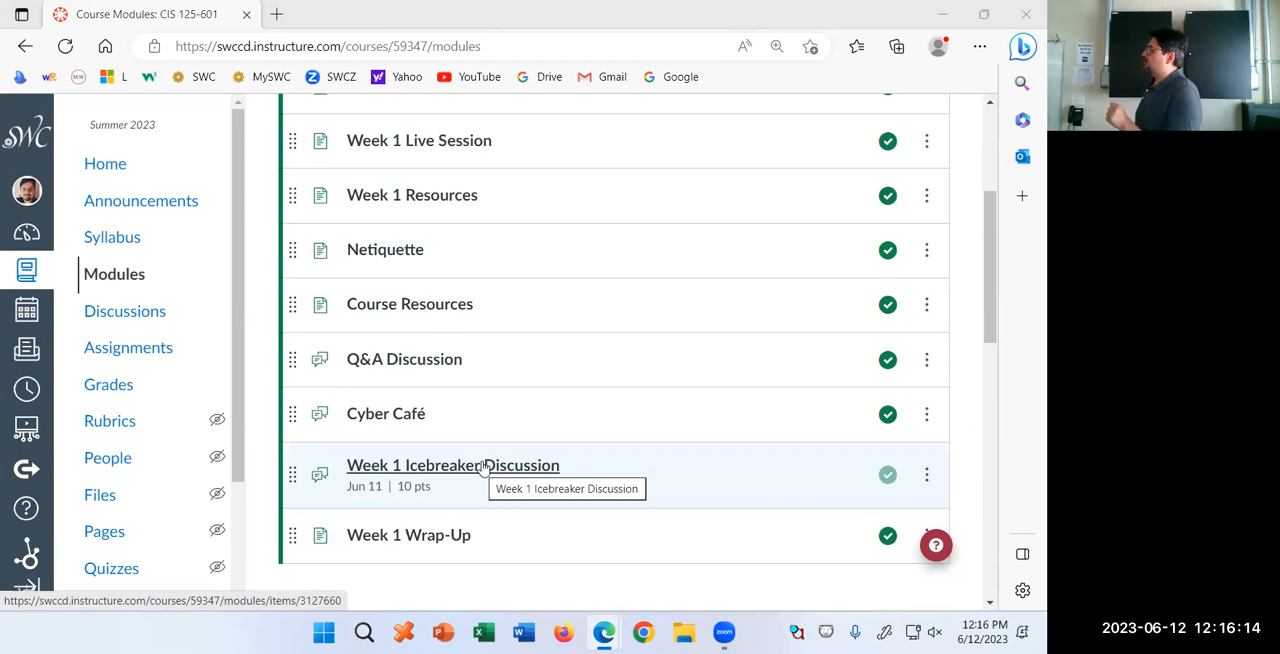 Course Modules: CIS 125-601
https://swccd.instructure.com/courses/59347/modules
L
SWC
MySWC
SWCZ
Yahoo
YouTube
Drive
Gmail
Google
SWC
Summer 2023
Home
Announcements
Syllabus
Modules
Discussions
Assignments
Grades
Rubrics
People
Files
Pages
Quizzes
Week 1 Live Session
Week 1 Resources
Netiquette
Course Resources
Q&A Discussion
Cyber Café
Week 1 Icebreaker Discussion
Jun 11 | 10 pts
Week 1 Icebreaker Discussion
Week 1 Wrap-Up
https://swccd.instructure.com/courses/59347/modules/items/3127660
zoom
12:16 PM
6/12/2023
2023-06-12 12:16:14